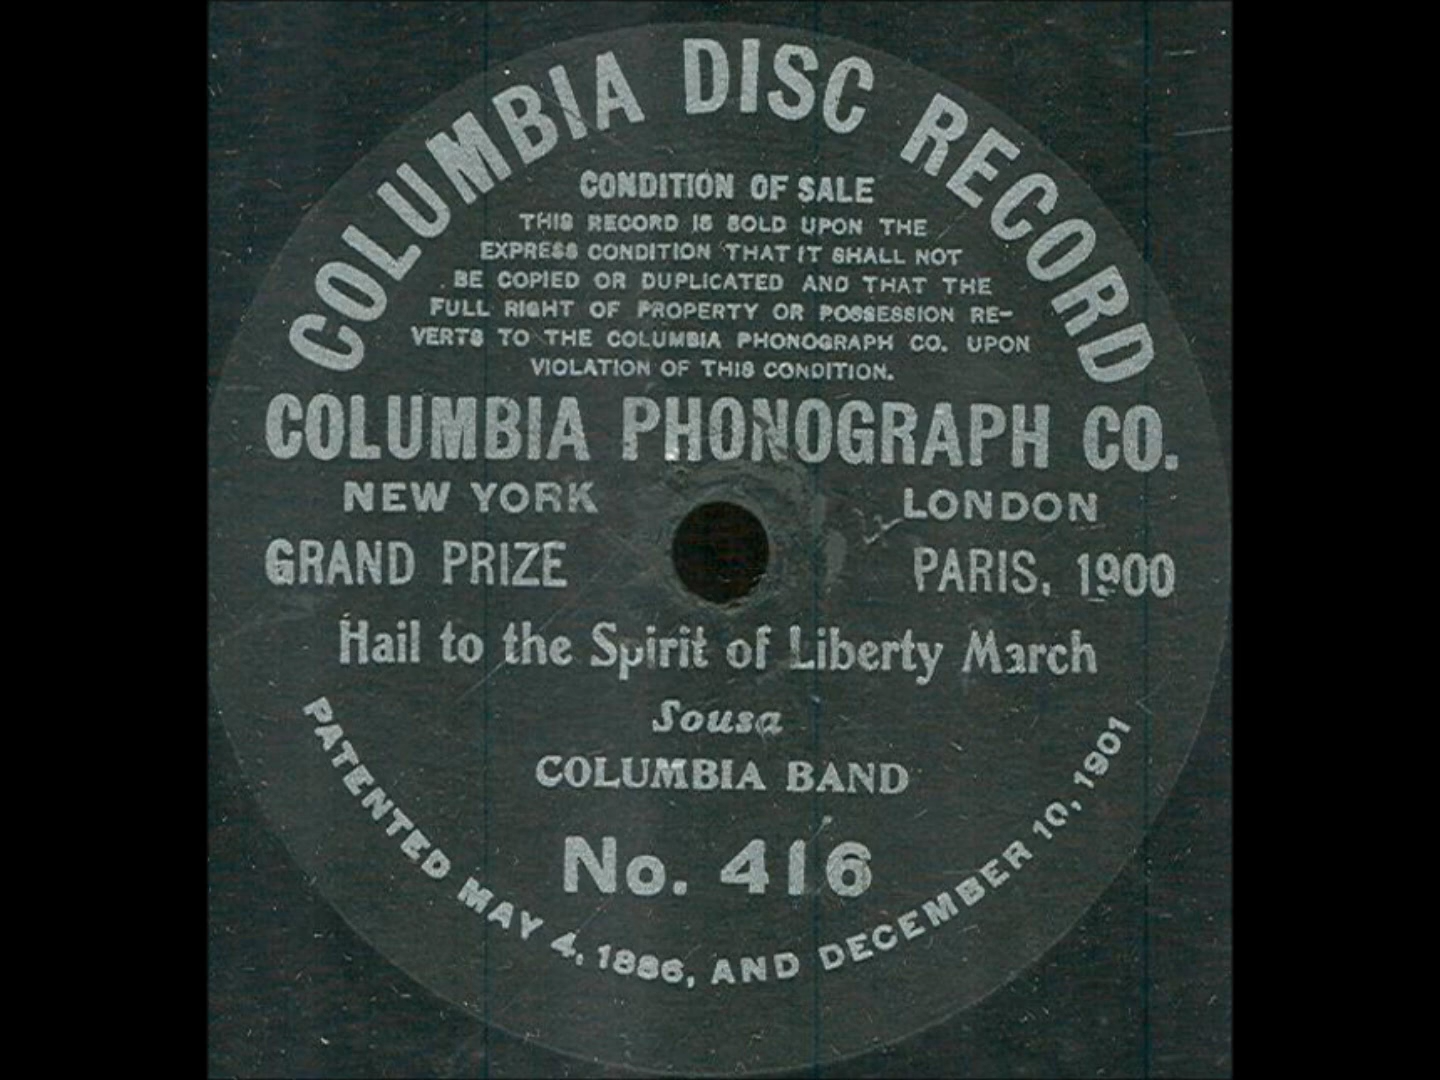 COLUMBIA DISC RECORD
CONDITION OF SALE
THIS RECORD IS SOLD UPON THE
EXPRESS CONDITION THAT IT SHALL NOT
BE COPIED OR DUPLICATED AND THAT THE
FULL RIGHT OF PROPERTY OR POSSESSION RE-
VERTS TO THE COLUMBIA PHONOGRAPH CO. UPON
VIOLATION OF THIS CONDITION.
COLUMBIA PHONOGRAPH CO.
NEW YORK LONDON
GRAND PRIZE PARIS, 1900
Hail to the Spirit of Liberty March
Sousa
COLUMBIA BAND
No. 416
PATENTED MAY 4, 1886, AND DECEMBER 10, 1901